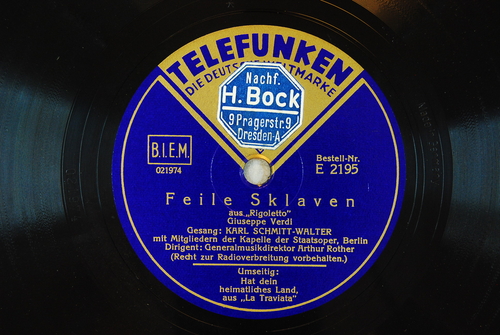 TELEFUNKEN
DIE DEUTSCHE WELTMARKE
Nachf.
H. Bock
9 Pragerstr. 9
Dresden-A
B.I.E.M.
021974
Bestell-Nr.
E 2195
Feile Sklaven
aus „Rigoletto"
Giuseppe Verdi
Gesang: KARL SCHMITT-WALTER
mit Mitgliedern der Kapelle der Staatsoper, Berlin
Dirigent: Generalmusikdirektor Arthur Rother
(Recht zur Radioverbreitung vorbehalten.)
Umseitig:
Hat dein
heimatliches Land,
aus „La Traviata"